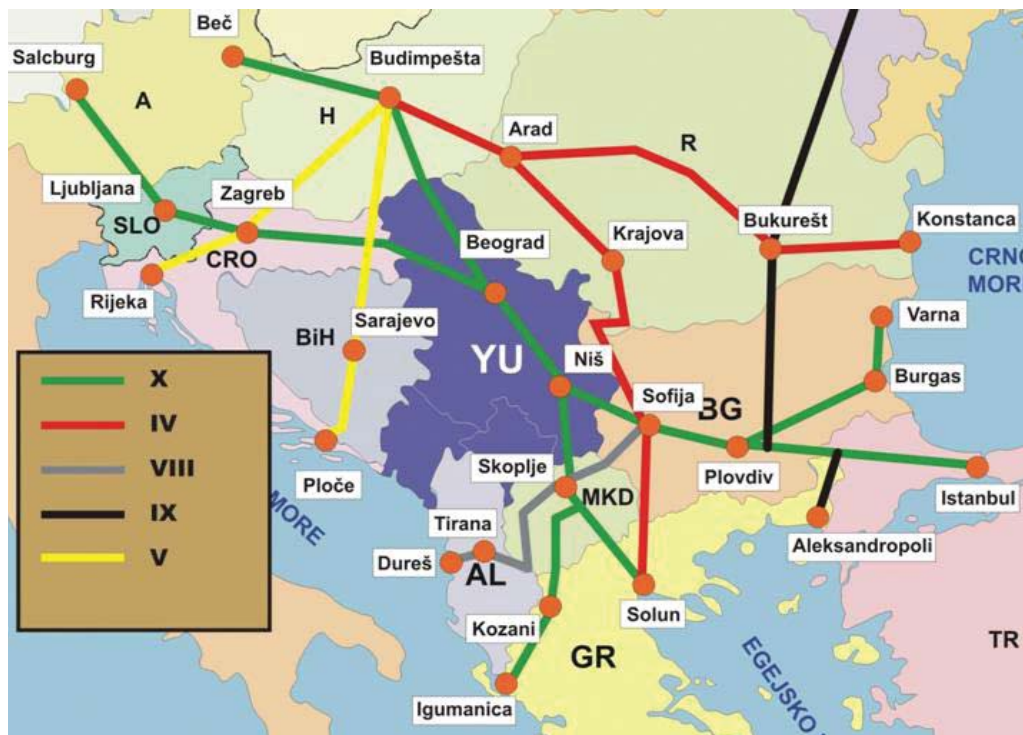 Beč
Salcburg
Budimpešta
A
H
Arad
R
Ljubljana
Zagreb
SLO
CRO
Beograd
Krajova
Bukurešt
Konstanca
CRNO
MORE
Rijeka
BiH
Sarajevo
Varna
YU
Niš
Sofija
BG
Burgas
X
IV
VIII
IX
V
Ploče
MORE
Skoplje
MKD
Plovdiv
Istanbul
Tirana
Dureš
AL
Aleksandropoli
Kozani
Solun
GR
TR
EGEJSKO
Igumanica